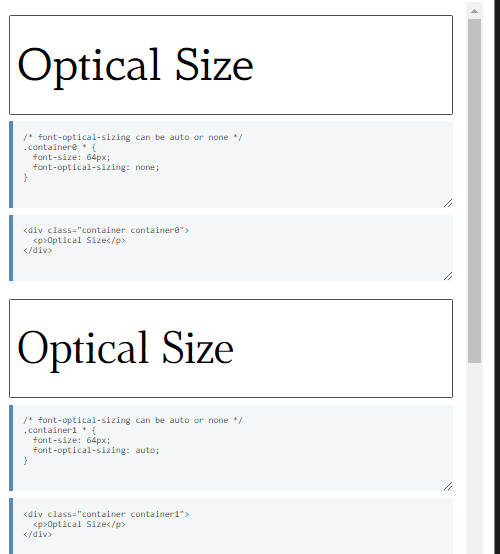 Optical Size
/* font-optical-sizing can be auto or none */
.container0 * {
  font-size: 64px;
  font-optical-sizing: none;
}
<div class="container container0">
  <p>Optical Size</p>
</div>
Optical Size
/* font-optical-sizing can be auto or none */
.container1 * {
  font-size: 64px;
  font-optical-sizing: auto;
}
<div class="container container1">
  <p>Optical Size</p>
</div>